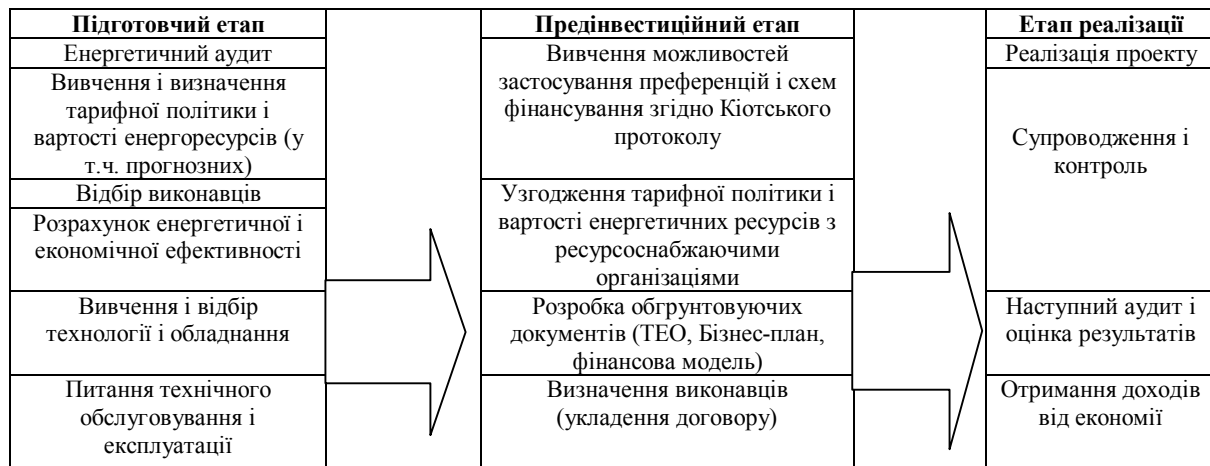 Підготовчий етап
Енергетичний аудит
Вивчення і визначення
тарифної політики і
вартості енергоресурсів (у
т.ч. прогнозних)
Відбір виконавців
Розрахунок енергетичної і
економічної ефективності
Вивчення і відбір
технології і обладнання
Питання технічного
обслуговування і
експлуатації
Предінвестиційний етап
Вивчення можливостей
застосування преференцій і схем
фінансування згідно Кіотського
протоколу
Узгодження тарифної політики і
вартості енергетичних ресурсів з
ресурсоснабжаючими
організаціями
Розробка обгрунтовуючих
документів (ТЕО, Бізнес-план,
фінансова модель)
Визначення виконавців
(укладення договору)
Етап реалізації
Реалізація проекту
Супроводження і
контроль
Наступний аудит і
оцінка результатів
Отримання доходів
від економії